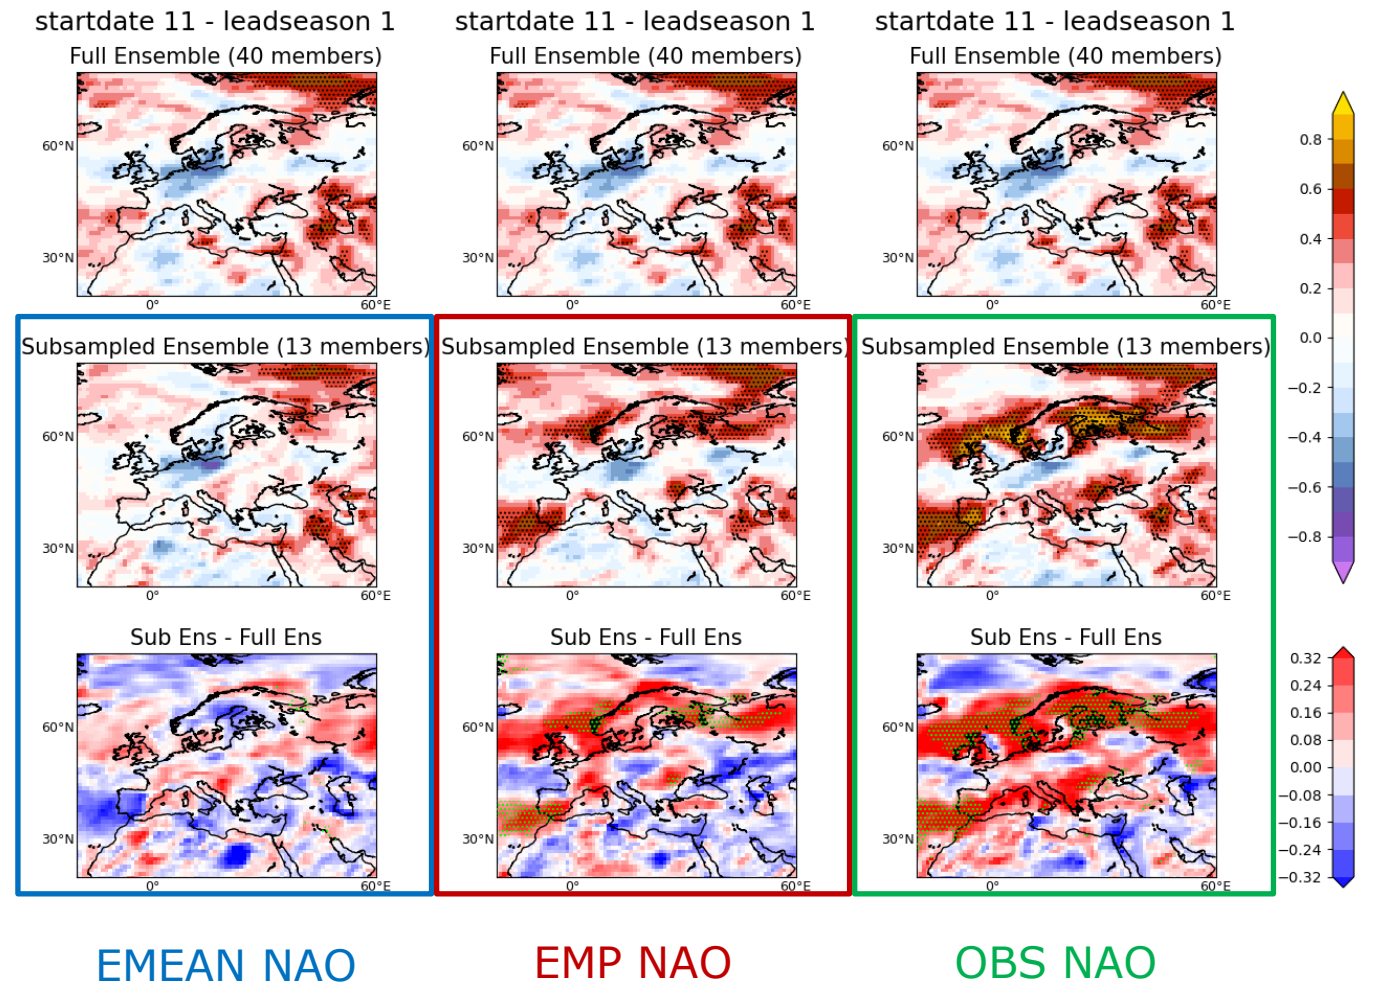 startdate 11 - leadseason 1
Full Ensemble (40 members)
60°N
30°N
0°
60°E
startdate 11 - leadseason 1
Full Ensemble (40 members)
60°N
30°N
0°
60°E
startdate 11 - leadseason 1
Full Ensemble (40 members)
60°N
30°N
0°
60°E
0.8
0.6
0.4
0.2
0.0
−0.2
−0.4
−0.6
−0.8
Subsampled Ensemble (13 members)
60°N
30°N
0°
60°E
Subsampled Ensemble (13 members)
60°N
30°N
0°
60°E
Subsampled Ensemble (13 members)
60°N
30°N
0°
60°E
Sub Ens - Full Ens
60°N
30°N
0°
60°E
Sub Ens - Full Ens
60°N
30°N
0°
60°E
Sub Ens - Full Ens
60°N
30°N
0°
60°E
0.32
0.24
0.16
0.08
0.00
−0.08
−0.16
−0.24
−0.32
EMEAN NAO
EMP NAO
OBS NAO